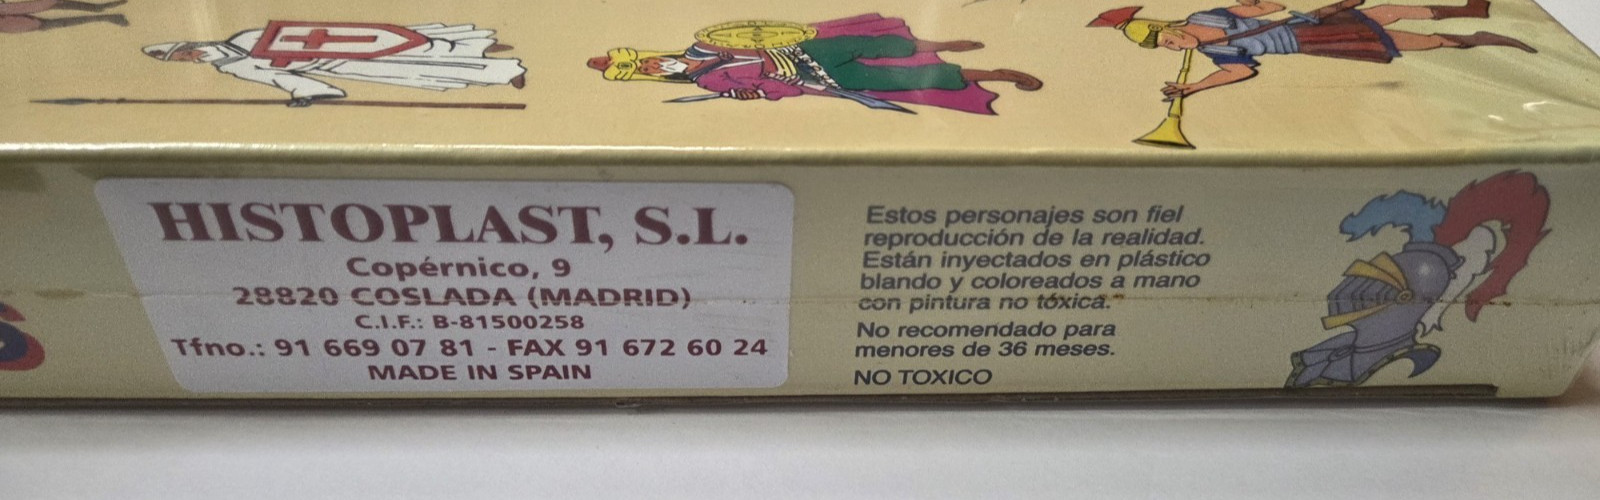 HISTOPLAST, S.L.
Copérnico, 9
28820 COSLADA (MADRID)
C.I.F.: B-81500258
Tfno.: 91 669 07 81 - FAX 91 672 60 24
MADE IN SPAIN
Estos personajes son fiel
reproducción de la realidad.
Están inyectados en plástico
blando y coloreados a mano
con pintura no tóxica.
No recomendado para
menores de 36 meses.
NO TOXICO